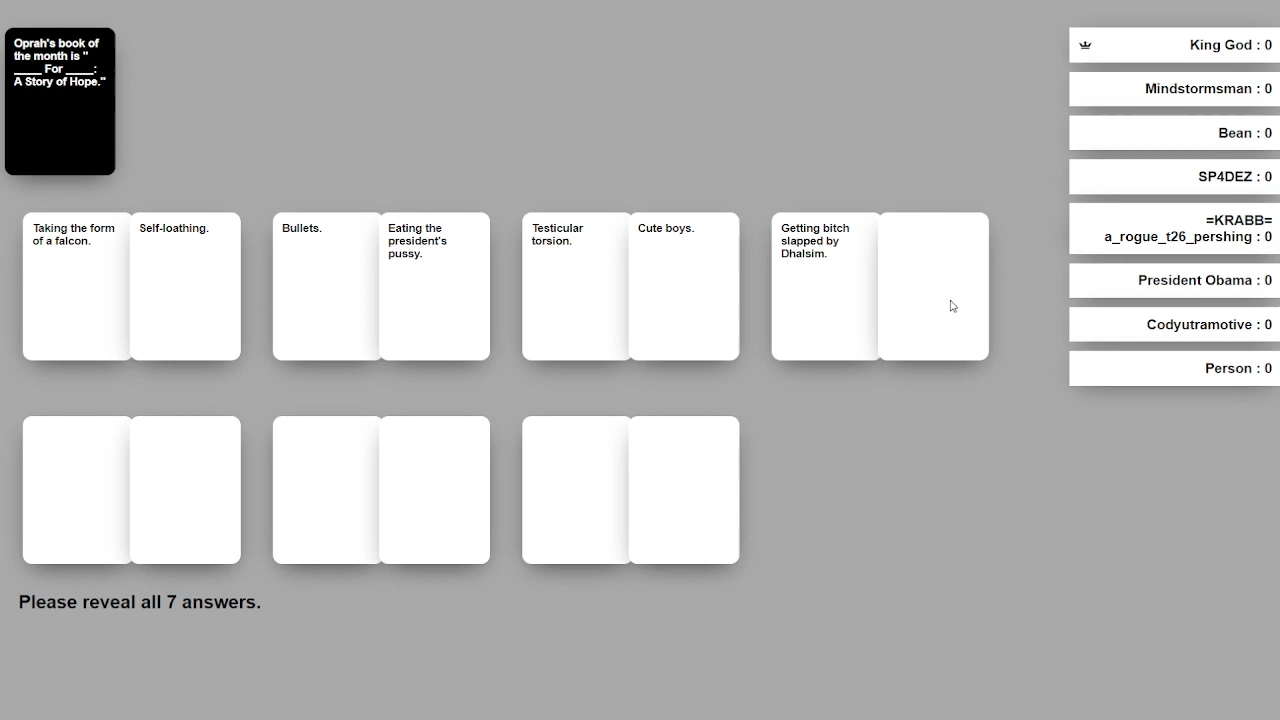 Oprah's book of
the month is "
____ For ____:
A Story of Hope."
King God : 0
Mindstormsman : 0
Bean : 0
SP4DEZ : 0
=KRABB=
a_rogue_t26_pershing : 0
President Obama : 0
Codyutramotive : 0
Person : 0
Taking the form
of a falcon.
Self-loathing.
Bullets.
Eating the
president's
pussy.
Testicular
torsion.
Cute boys.
Getting bitch
slapped by
Dhalsim.
Please reveal all 7 answers.